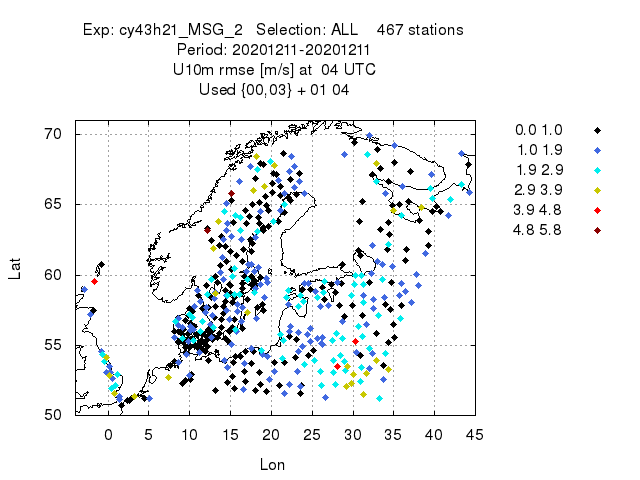 Exp: cy43h21_MSG_2   Selection: ALL    467 stations
Period: 20201211-20201211
U10m rmse [m/s] at  04 UTC
Used {00,03} + 01 04
0.0 1.0
1.0 1.9
1.9 2.9
2.9 3.9
3.9 4.8
4.8 5.8
70
65
60
55
50
Lat
0 5 10 15 20 25 30 35 40 45
Lon